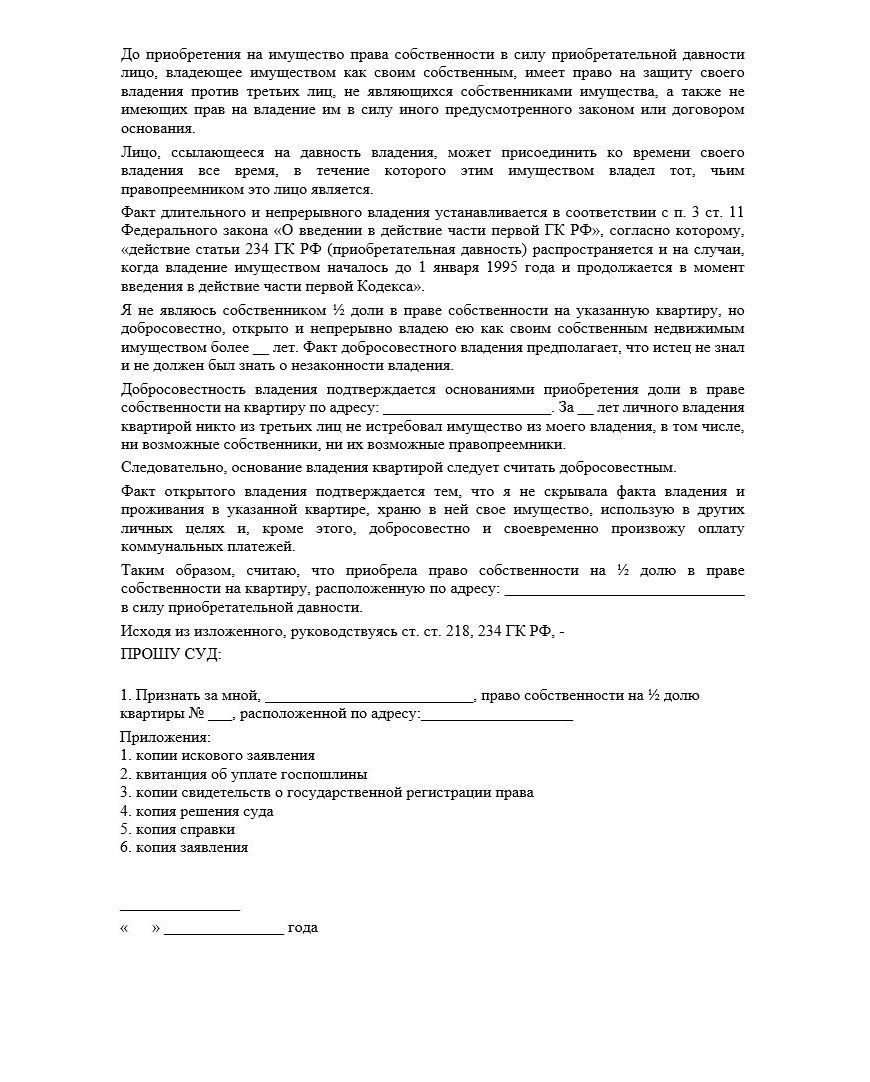 До приобретения на имущество права собственности в силу приобретательной давности
лицо, владеющее имуществом как своим собственным, имеет право на защиту своего
владения против третьих лиц, не являющихся собственниками имущества, а также не
имеющих прав на владение им в силу иного предусмотренного законом или договором
основания.
Лицо, ссылающееся на давность владения, может присоединить ко времени своего
владения все время, в течение которого этим имуществом владел тот, чьим
правопреемником это лицо является.
Факт длительного и непрерывного владения устанавливается в соответствии с п. 3 ст. 11
Федерального закона «О введении в действие части первой ГК РФ», согласно которому,
«действие статьи 234 ГК РФ (приобретательная давность) распространяется и на случаи,
когда владение имуществом началось до 1 января 1995 года и продолжается в момент
введения в действие части первой Кодекса».
Я не являюсь собственником ½ доли в праве собственности на указанную квартиру, но
добросовестно, открыто и непрерывно владею ею как своим собственным недвижимым
имуществом более __ лет. Факт добросовестного владения предполагает, что истец не знал
и не должен был знать о незаконности владения.
Добросовестность владения подтверждается основаниями приобретения доли в праве
собственности на квартиру по адресу: ______________________. За __ лет личного владения
квартирой никто из третьих лиц не истребовал имущество из моего владения, в том числе,
ни возможные собственники, ни их возможные правопреемники.
Следовательно, основание владения квартирой следует считать добросовестным.
Факт открытого владения подтверждается тем, что я не скрывала факта владения и
проживания в указанной квартире, храню в ней свое имущество, использую в других
личных целях и, кроме этого, добросовестно и своевременно произвожу оплату
коммунальных платежей.
Таким образом, считаю, что приобрела право собственности на ½ долю в праве
собственности на квартиру, расположенную по адресу: _______________________________
в силу приобретательной давности.
Исходя из изложенного, руководствуясь ст. ст. 218, 234 ГК РФ, -
ПРОШУ СУД:
1. Признать за мной, ___________________________, право собственности на ½ долю
квартиры № ___, расположенной по адресу:____________________
Приложения:
1. копии искового заявления
2. квитанция об уплате госпошлины
3. копии свидетельств о государственной регистрации права
4. копия решения суда
5. копия справки
6. копия заявления
________________
«      » ________________ года